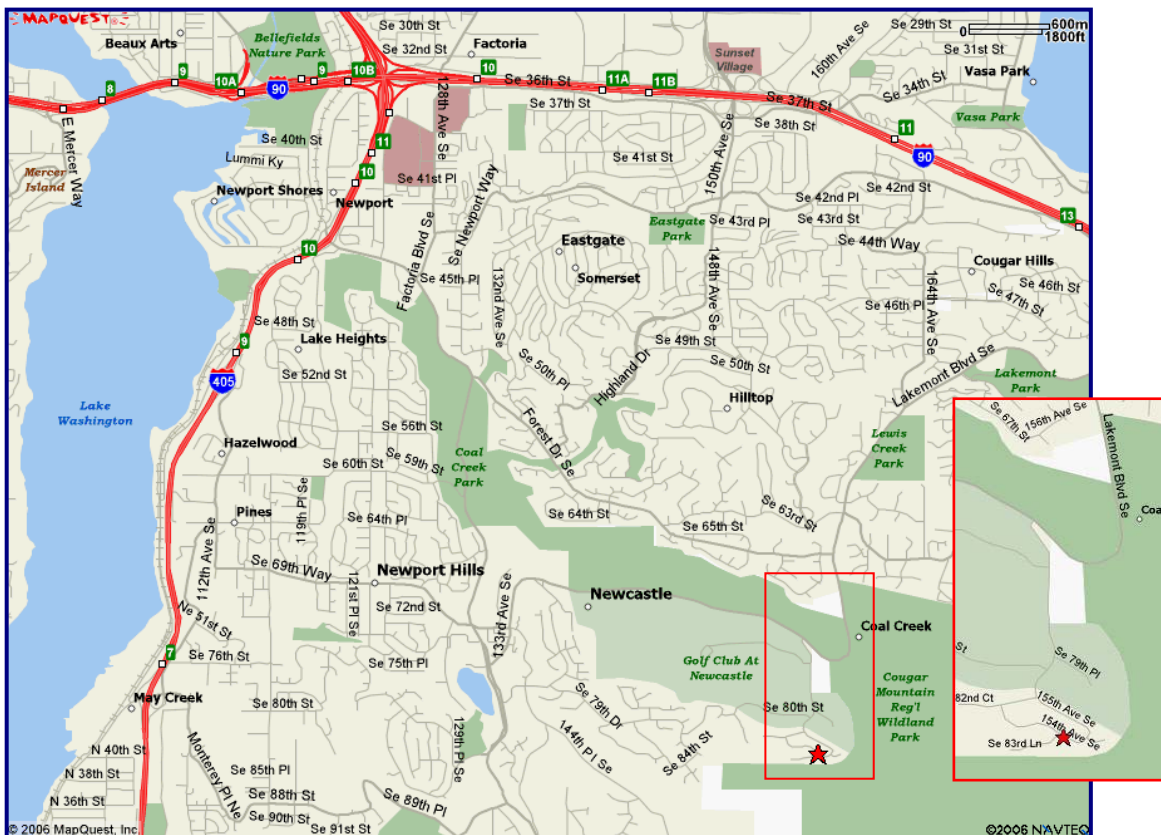 MAPQUEST
Beaux Arts
Bellefields
Nature Park
Se 30th St
Se 32nd St
Factoria
Sunset
Village
160th Ave Se
Se 29th St
600m
0
1800ft
Se 31st St
Vasa Park
Se 34th St
Vasa Park
8
9
10A
90
9
10B
10
Se 36th St
11A
11B
Se 37th St
Se 37th St
Se 38th St
11
90
13
E Mercer Way
Mercer
Island
Se 40th St
Lummi Ky
128th Ave Se
11
10
Se 41st Pl
Se 41st St
150th Ave Se
Se 42nd St
Se 42nd Pl
Newport Shores
Newport
Se Newport Way
Eastgate
Park
Se 43rd Pl
Se 43rd St
Se 44th Way
10
Factoria Blvd Se
Se 45th Pl
Eastgate
Somerset
148th Ave Se
Cougar Hills
Se 46th St
Se 46th Pl
Se 47th St
164th Ave Se
132nd Ave Se
Se 48th St
9
Lake Heights
Se 49th St
Se 50th St
Se 50th Pl
Highland Dr
Lakemont Blvd Se
Lakemont
Park
405
Se 52nd St
Hilltop
Lake
Washington
Hazelwood
Se 56th St
Se 59th St
Se 60th St
Coal
Creek
Park
Forest Dr Se
Lewis
Creek
Park
Se 63rd St
119th Pl Se
Pines
Se 64th Pl
Se 64th St
Se 65th St
112th Ave Se
Se 69th Way
121st Pl Se
Newport Hills
Se 72nd St
133rd Ave Se
Newcastle
Coal Creek
Ne 51st St
7
Se 76th St
Se 75th Pl
Golf Club At
Newcastle
Cougar
Mountain
Reg'l
Wildland
Park
May Creek
Se 80th St
Se 79th Dr
Se 80th St
129th Pl Se
144th Pl Se
Se 84th St
N 40th St
N 38th St
N 36th St
Monterey Pl Ne
Se 85th Pl
Se 88th St
Se 89th Pl
Se 90th St
Se 91st St
Se 67th St
156th Ave Se
Lakemont Blvd Se
Coa
St
Se 79th Pl
82nd Ct
155th Ave Se
154th Ave Se
Se 83rd Ln
© 2006 MapQuest, Inc.
©2006 NAVTEQ